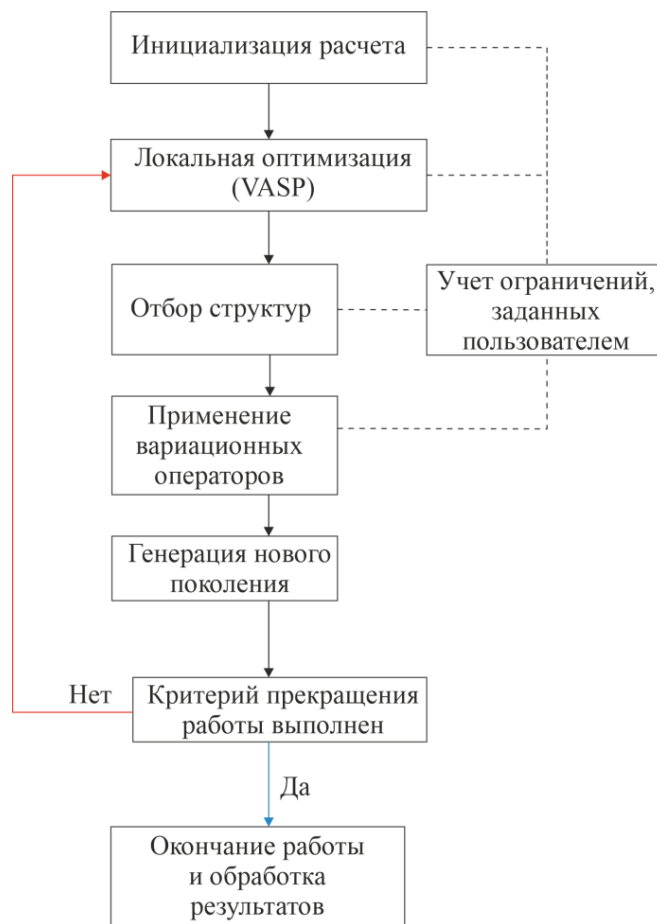 Инициализация расчета
Локальная оптимизация
(VASP)
Отбор структур
Учет ограничений,
заданных
пользователем
Применение
вариационных
операторов
Генерация нового
поколения
Нет
Критерий прекращения
работы выполнен
Да
Окончание работы
и обработка
результатов